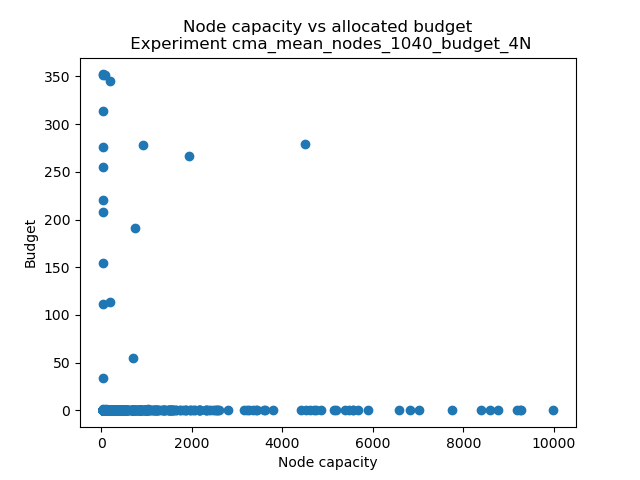 Node capacity vs allocated budget
Experiment cma_mean_nodes_1040_budget_4N
Budget
350
300
250
200
150
100
50
0
0 2000 4000 6000 8000 10000
Node capacity